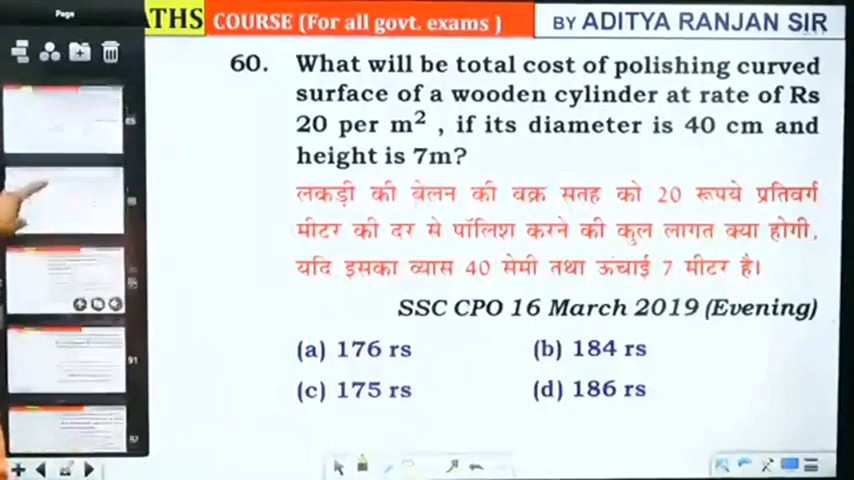 Page
ATHS COURSE (For all govt. exams ) BY ADITYA RANJAN SIR
60. What will be total cost of polishing curved
surface of a wooden cylinder at rate of Rs
20 per m² , if its diameter is 40 cm and
height is 7m?
लकड़ी की बेलन की वक्र सतह को 20 रूपये प्रतिवर्ग
मीटर की दर से पॉलिश करने की कुल लागत क्या होगी,
यदि इसका व्यास 40 सेमी तथा ऊंचाई 7 मीटर है।
SSC CPO 16 March 2019 (Evening)
(a) 176 rs (b) 184 rs
(c) 175 rs (d) 186 rs
91